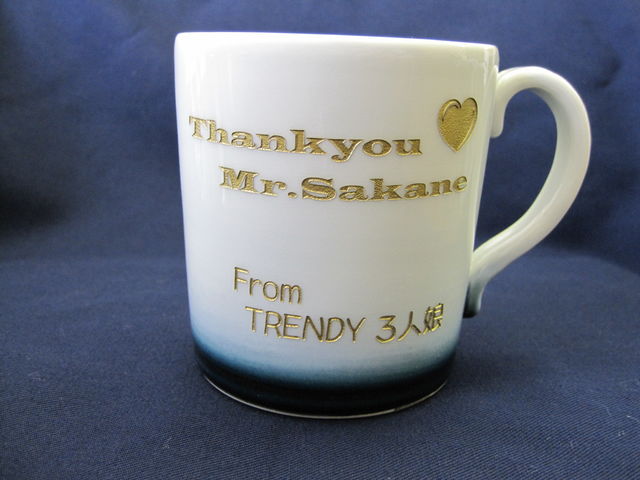 Thankyou
Mr.Sakane
From
TRENDY 3人娘